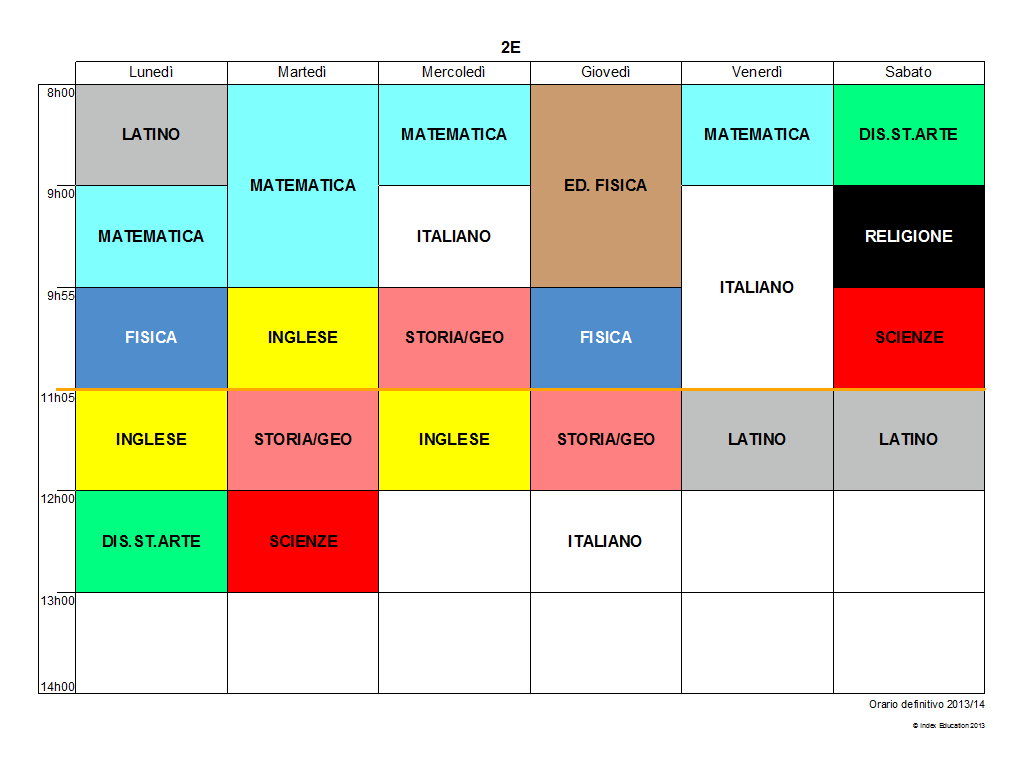 2E
Lunedì Martedì Mercoledì Giovedì Venerdì Sabato
8h00
LATINO MATEMATICA MATEMATICA DIS.ST.ARTE
MATEMATICA ED. FISICA
9h00
MATEMATICA ITALIANO RELIGIONE
ITALIANO
9h55
FISICA INGLESE STORIA/GEO FISICA SCIENZE
11h05
INGLESE STORIA/GEO INGLESE STORIA/GEO LATINO LATINO
12h00
DIS.ST.ARTE SCIENZE ITALIANO
13h00
14h00
Orario definitivo 2013/14
© Index Education 2013